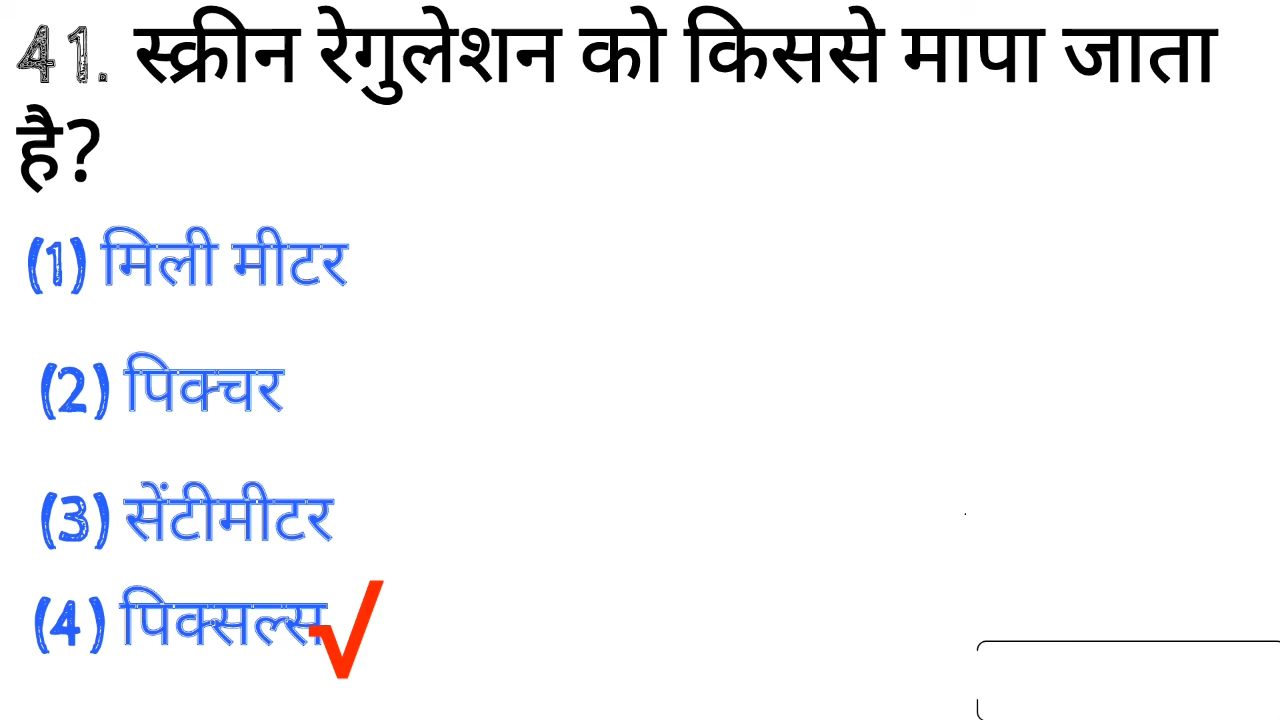 41. स्क्रीन रेगुलेशन को किससे मापा जाता
है?
(1) मिली मीटर
(2) पिक्चर
(3) सेंटीमीटर
(4) पिक्सल्स√